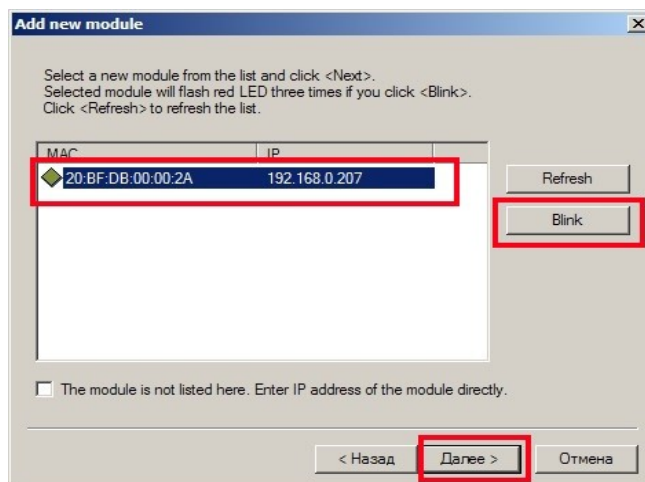 Add new module
Select a new module from the list and click <Next>.
Selected module will flash red LED three times if you click <Blink>.
Click <Refresh> to refresh the list.
MAC IP
20:BF:DB:00:00:2A 192.168.0.207
Refresh
Blink
The module is not listed here. Enter IP address of the module directly.
< Назад Далее > Отмена